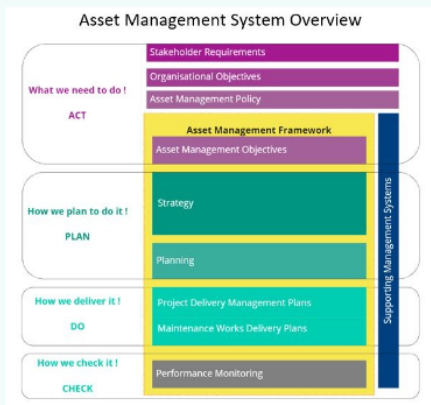 Asset Management System Overview
Stakeholder Requirements
Organisational Objectives
What we need to do !
Asset Management Policy
ACT
Asset Management Framework
Asset Management Objectives
How we plan to do it !
PLAN
Strategy
Planning
How we deliver it !
DO
Project Delivery Management Plans
Maintenance Works Delivery Plans
How we check it !
CHECK
Performance Monitoring
Supporting Management Systems